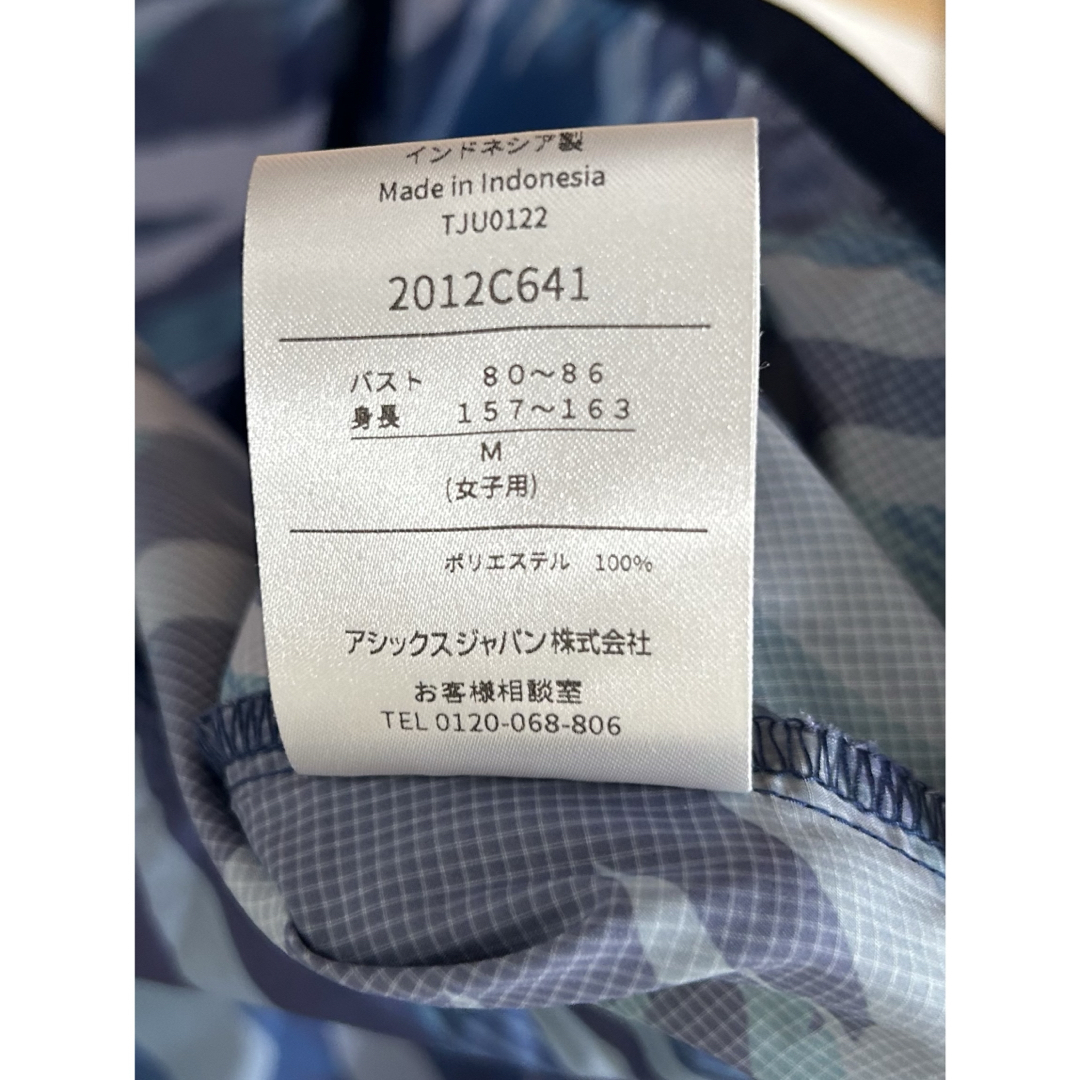 インドネシア製
Made in Indonesia
TJU0122
2012C641
バスト　８０〜８６
身長　１５７〜１６３
M
(女子用)
ポリエステル　100%
アシックスジャパン株式会社
お客様相談室
TEL 0120-068-806